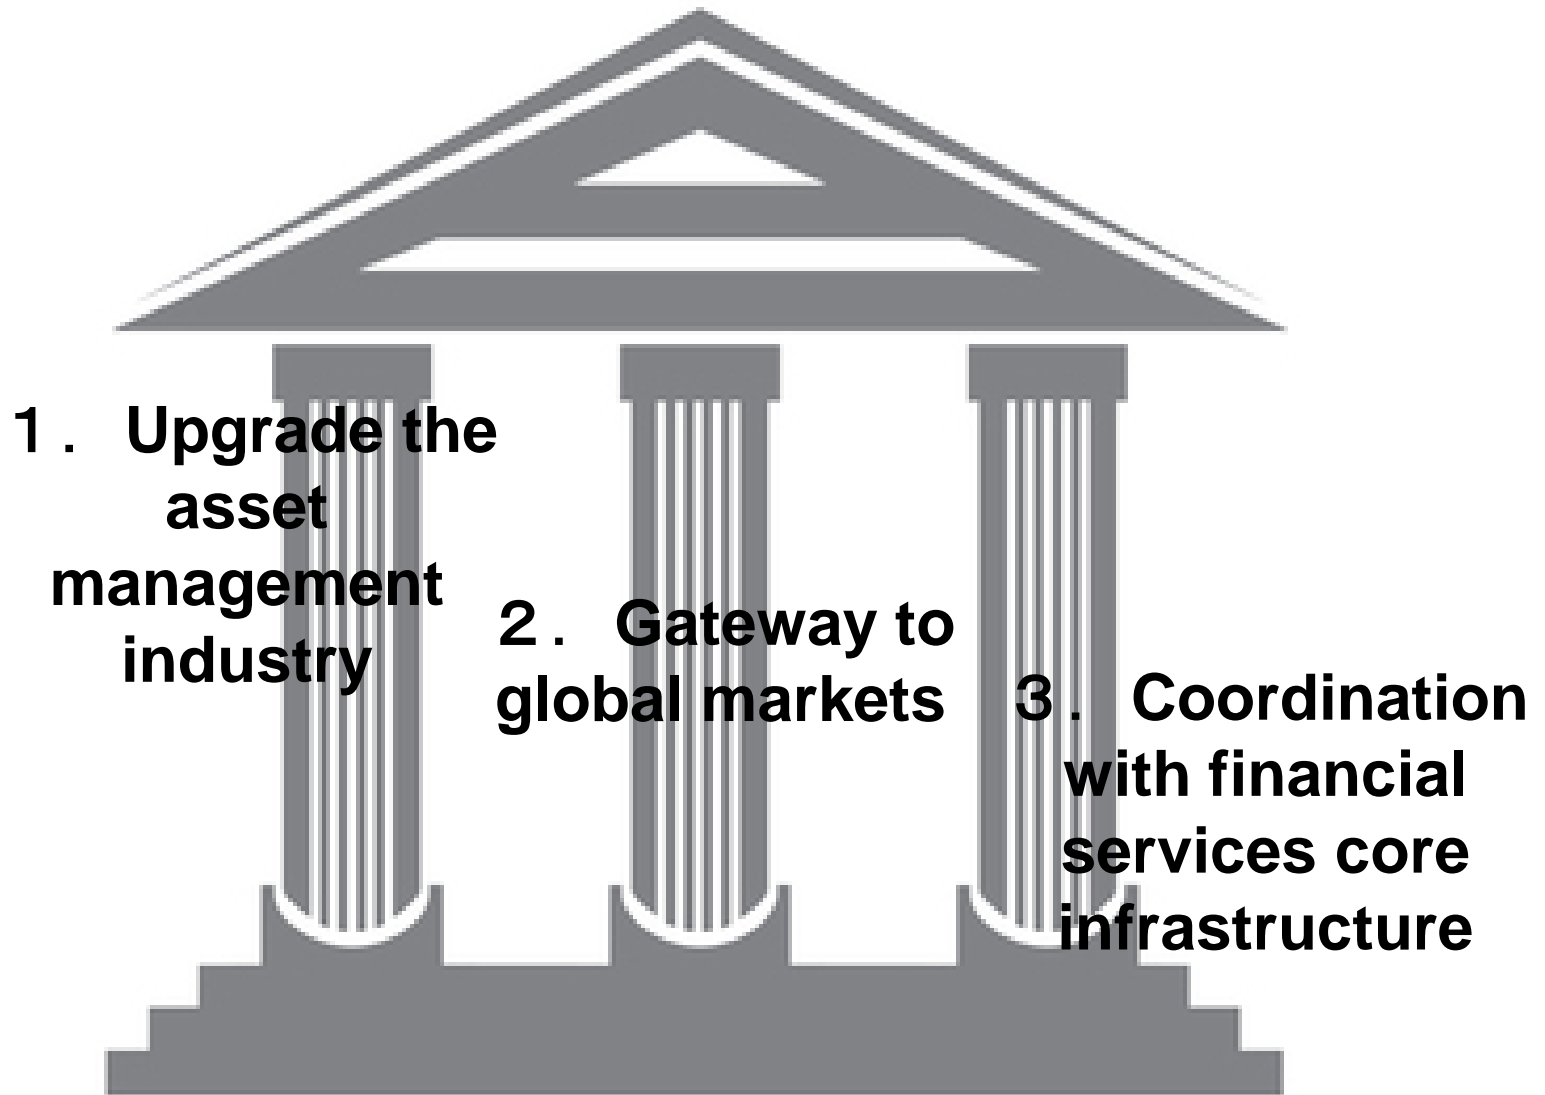 １． Upgrade the
asset
management
industry
２． Gateway to
global markets
３． Coordination
with financial
services core
infrastructure